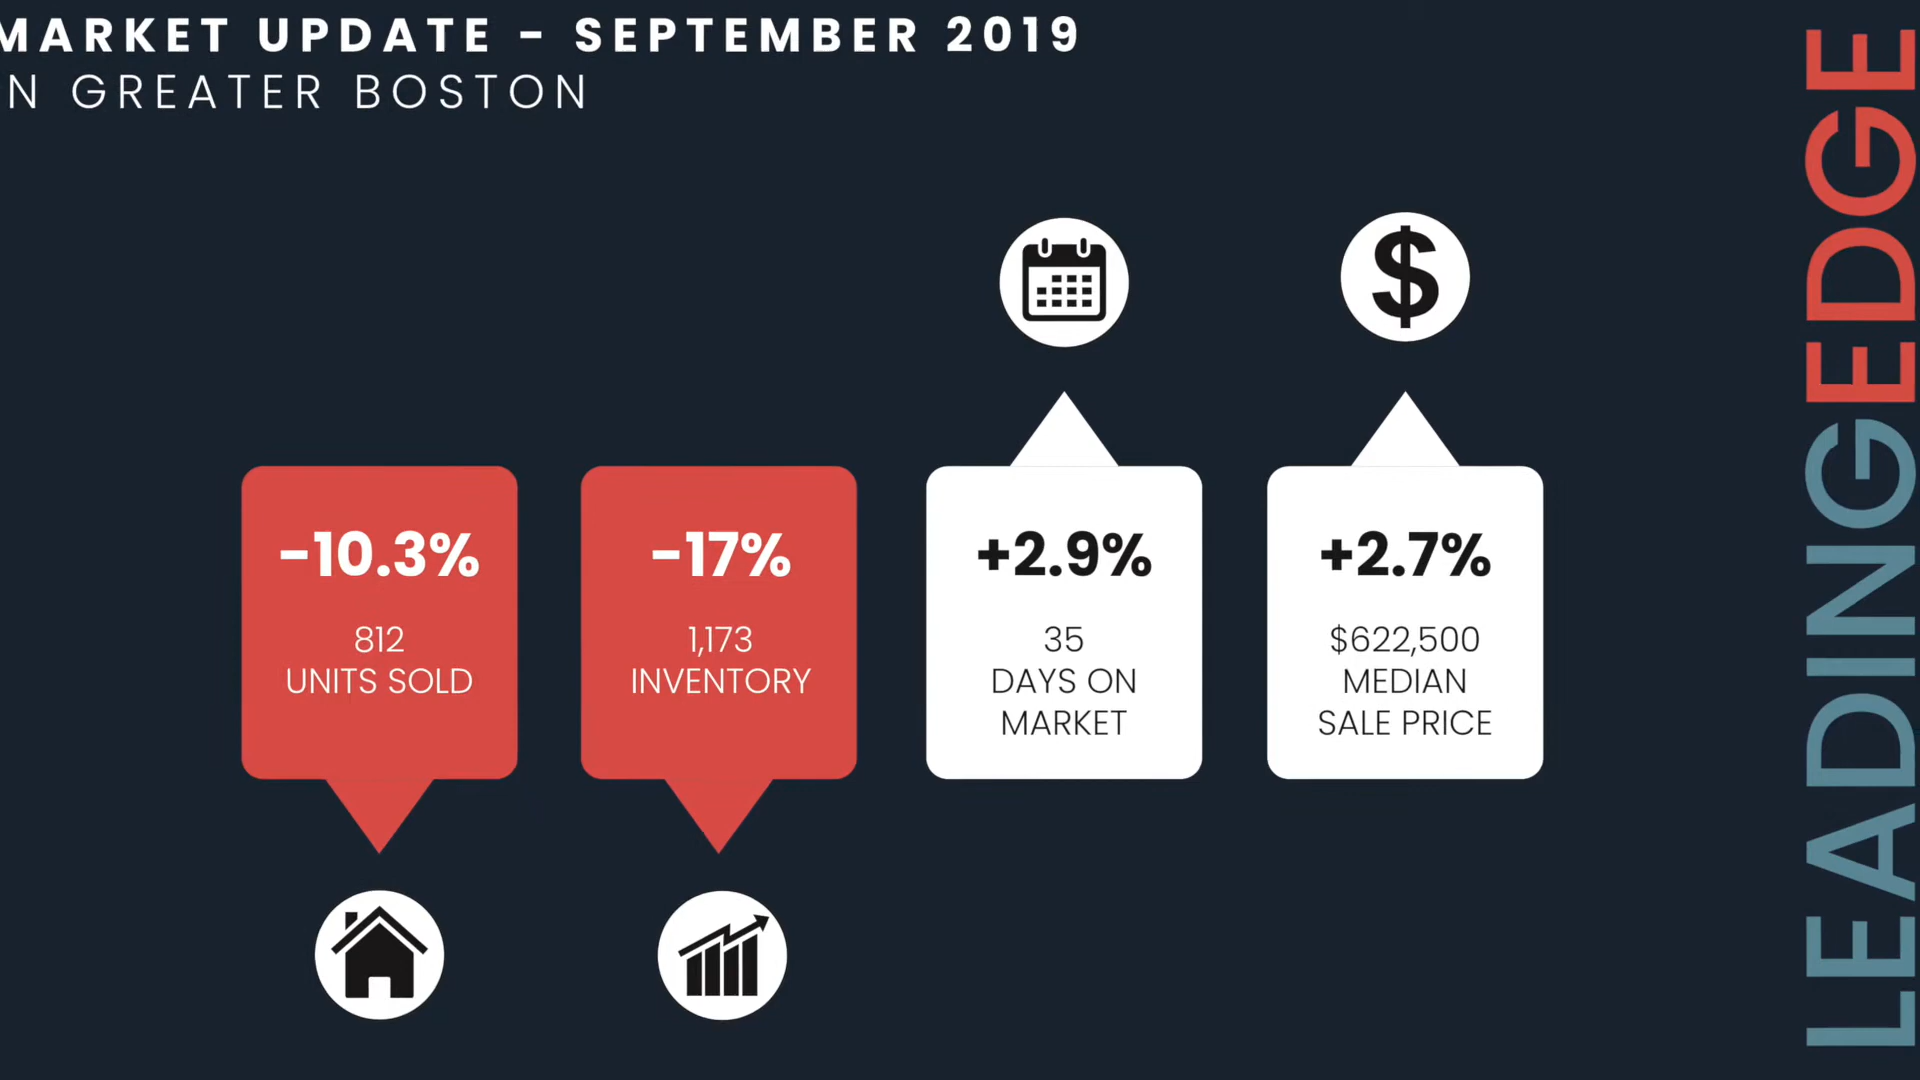 MARKET UPDATE - SEPTEMBER 2019
N GREATER BOSTON
-10.3%
812
UNITS SOLD
-17%
1,173
INVENTORY
+2.9%
35
DAYS ON
MARKET
$
+2.7%
$622,500
MEDIAN
SALE PRICE
LEADINGEDGE